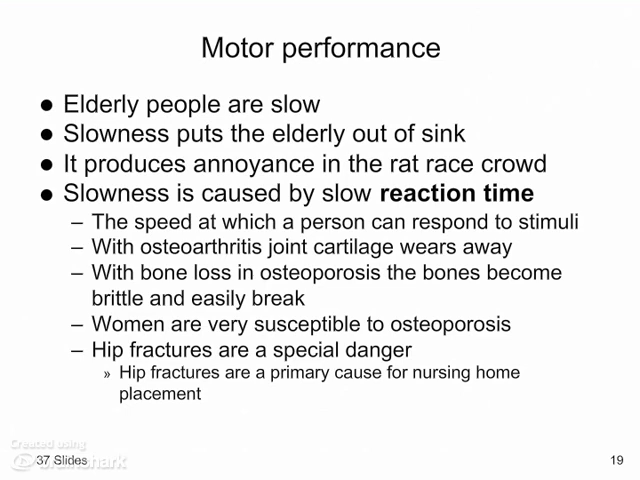 Motor performance
● Elderly people are slow
● Slowness puts the elderly out of sink
● It produces annoyance in the rat race crowd
● Slowness is caused by slow reaction time
– The speed at which a person can respond to stimuli
– With osteoarthritis joint cartilage wears away
– With bone loss in osteoporosis the bones become
brittle and easily break
– Women are very susceptible to osteoporosis
– Hip fractures are a special danger
» Hip fractures are a primary cause for nursing home
placement
Created using
brainshark
37 Slides
19